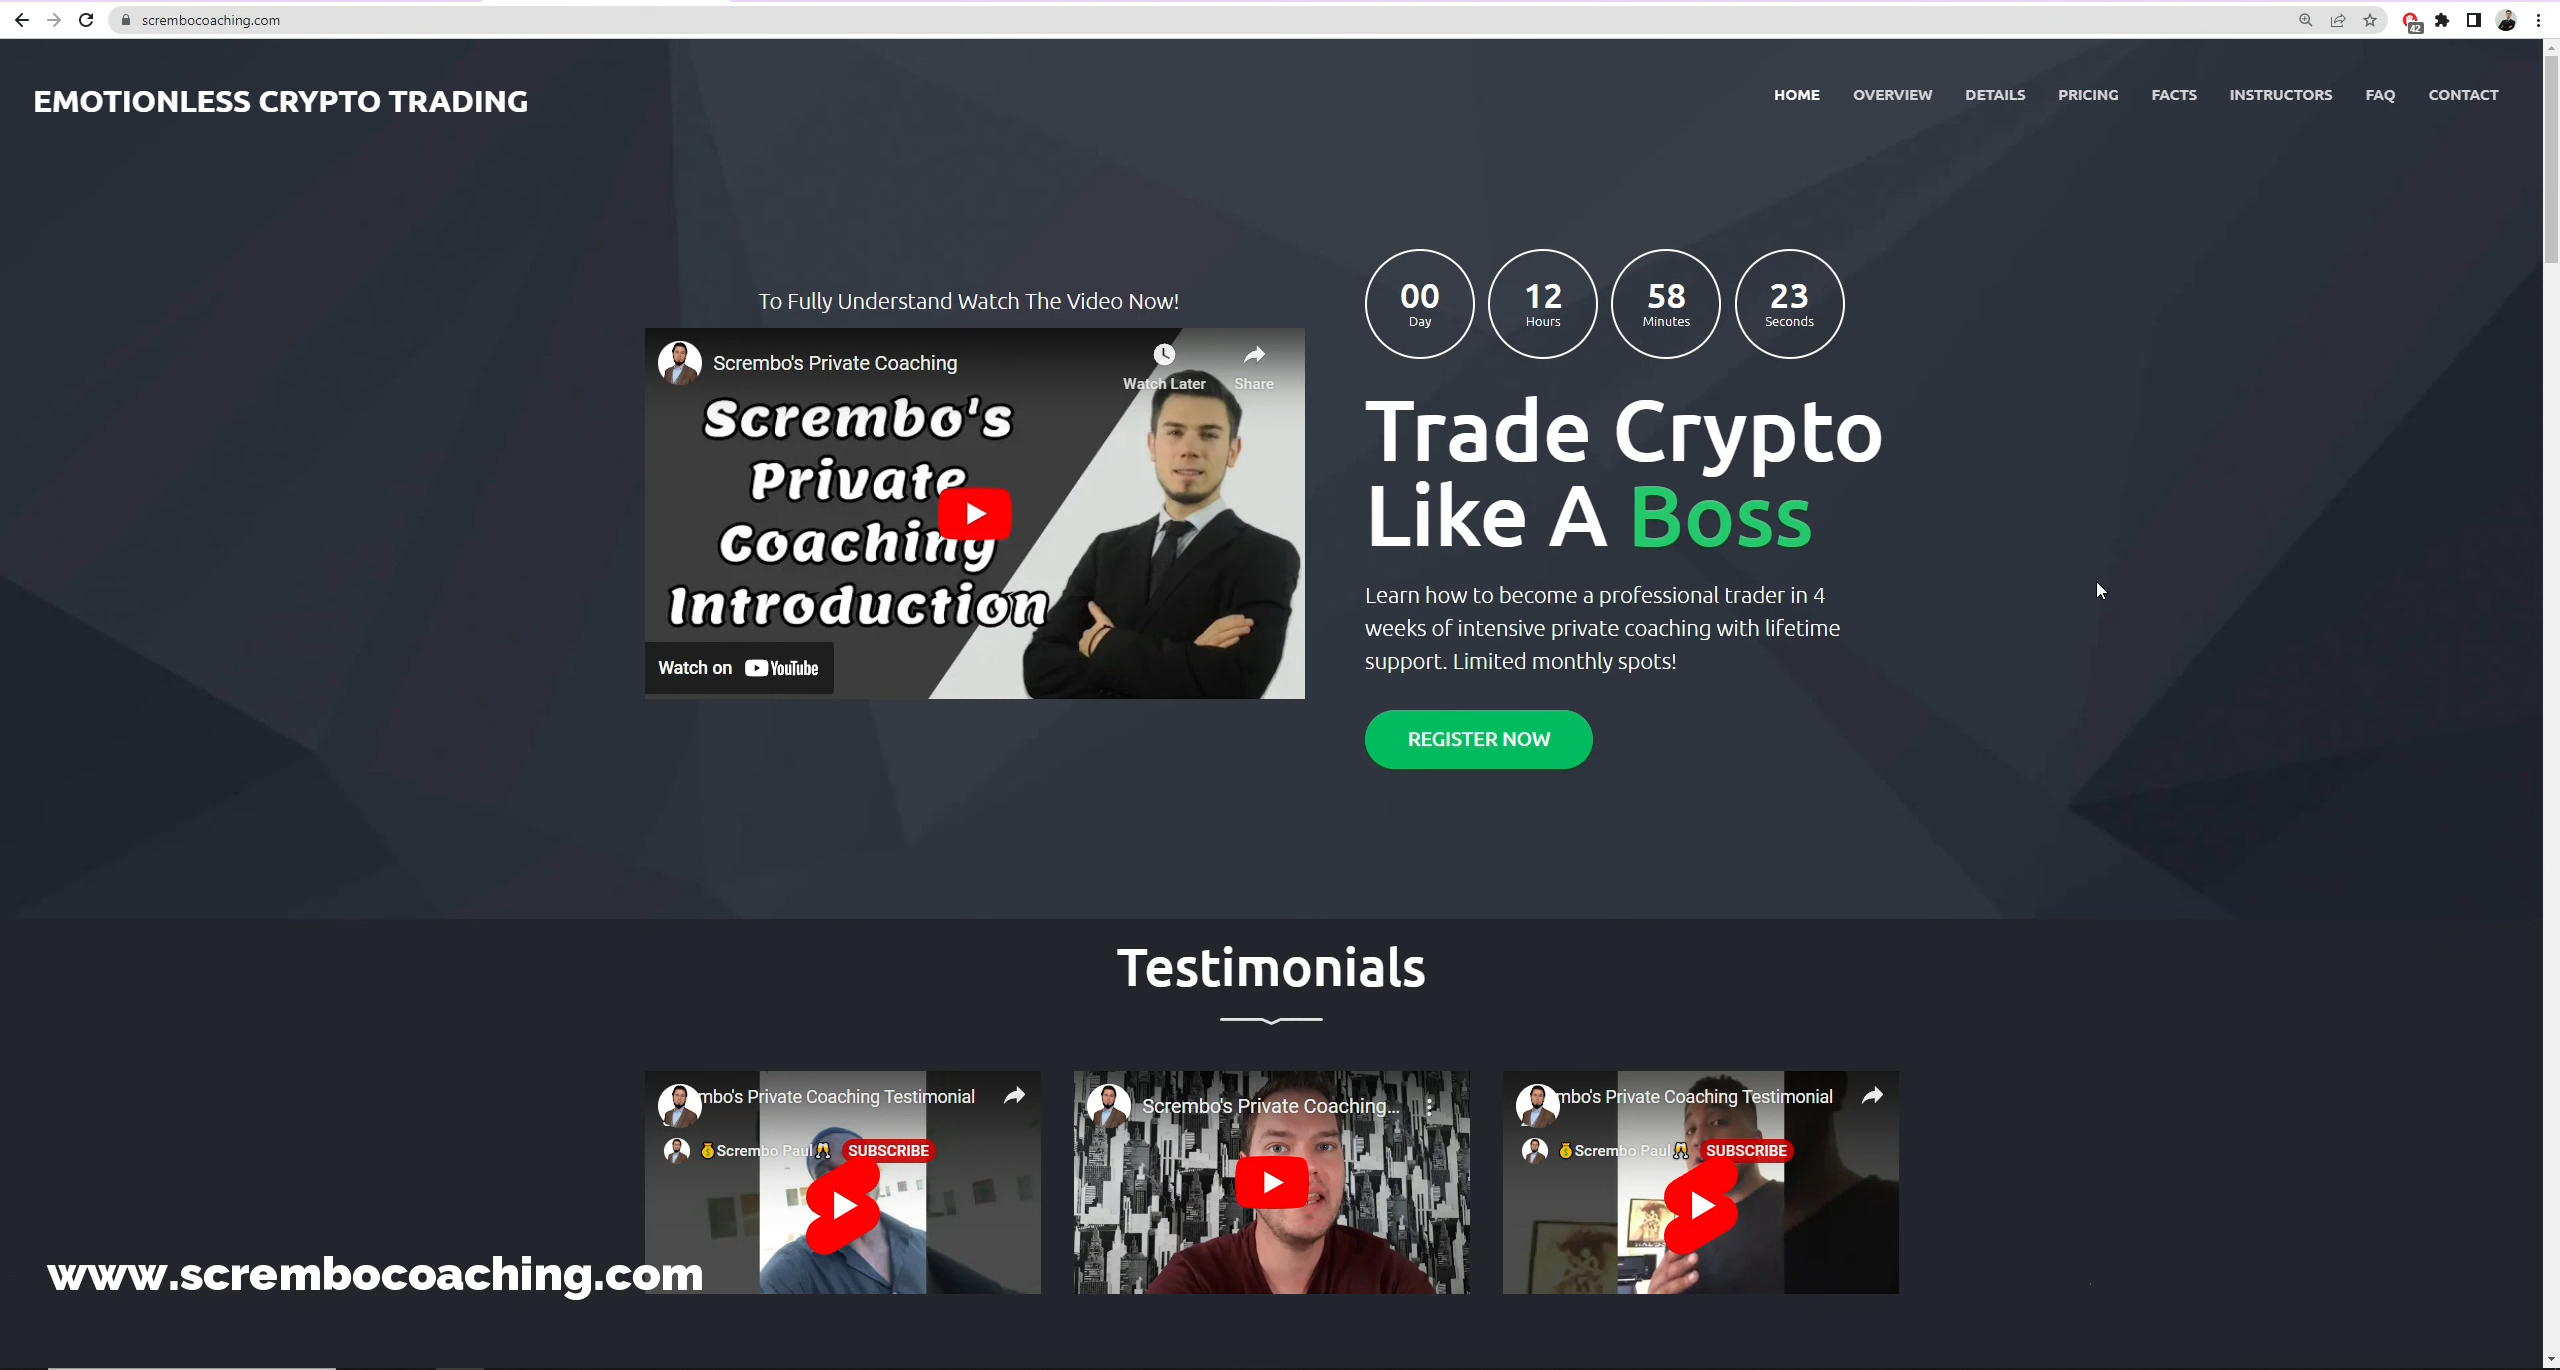 scrembocoaching.com
42
EMOTIONLESS CRYPTO TRADING
HOME
OVERVIEW
DETAILS
PRICING
FACTS
INSTRUCTORS
FAQ
CONTACT
To Fully Understand Watch The Video Now!
Scrembo's Private Coaching
Watch Later
Share
Scrembo's
Private
Coaching
Introduction
Watch on YouTube
00
Day
12
Hours
58
Minutes
23
Seconds
Trade Crypto
Like A Boss
Learn how to become a professional trader in 4
weeks of intensive private coaching with lifetime
support. Limited monthly spots!
REGISTER NOW
Testimonials
mbo's Private Coaching Testimonial
💰Scrembo Paul🥂 SUBSCRIBE
Scrembo's Private Coaching...
mbo's Private Coaching Testimonial
💰Scrembo Paul🥂 SUBSCRIBE
www.scrembocoaching.com